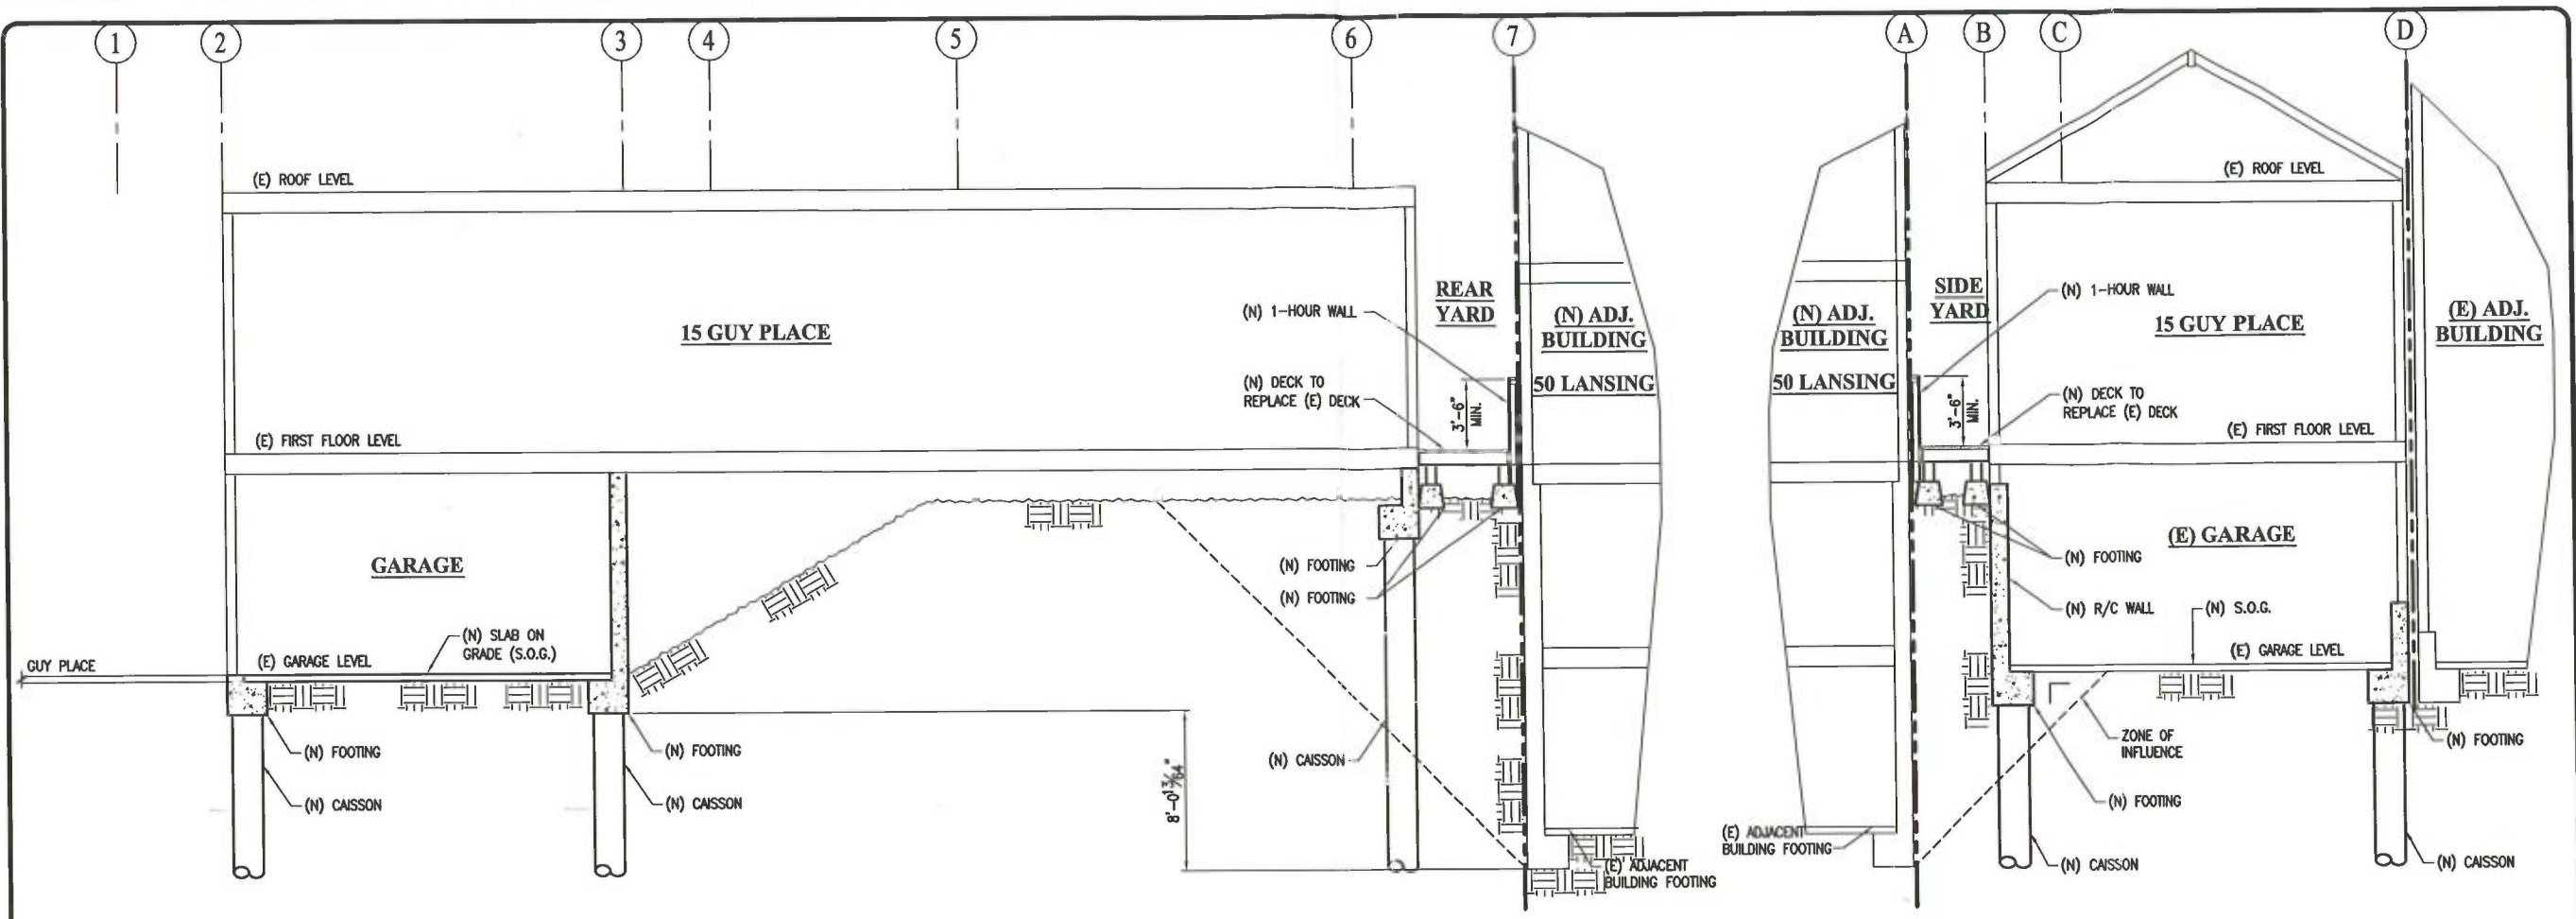 1
2
3
4
5
6
7
A
B
C
D
(E) ROOF LEVEL
15 GUY PLACE
(N) 1-HOUR WALL
(N) DECK TO
REPLACE (E) DECK
REAR
YARD
3'-6"
MIN.
(N) ADJ.
BUILDING
50 LANSING
(E) FIRST FLOOR LEVEL
GARAGE
(N) SLAB ON
GRADE (S.O.G.)
(E) GARAGE LEVEL
GUY PLACE
(N) FOOTING
(N) CAISSON
(N) FOOTING
(N) CAISSON
8'-0 13/64"
(N) FOOTING
(N) FOOTING
(N) CAISSON
(E) ADJACENT
BUILDING FOOTING
(N) ADJ.
BUILDING
50 LANSING
SIDE
YARD
3'-6"
MIN.
(E) ROOF LEVEL
(N) 1-HOUR WALL
15 GUY PLACE
(N) DECK TO
REPLACE (E) DECK
(E) FIRST FLOOR LEVEL
(E) ADJ.
BUILDING
(E) GARAGE
(N) FOOTING
(N) R/C WALL
(N) S.O.G.
(E) GARAGE LEVEL
ZONE OF
INFLUENCE
(N) FOOTING
(N) FOOTING
(E) ADJACENT
BUILDING FOOTING
(N) CAISSON
(N) CAISSON